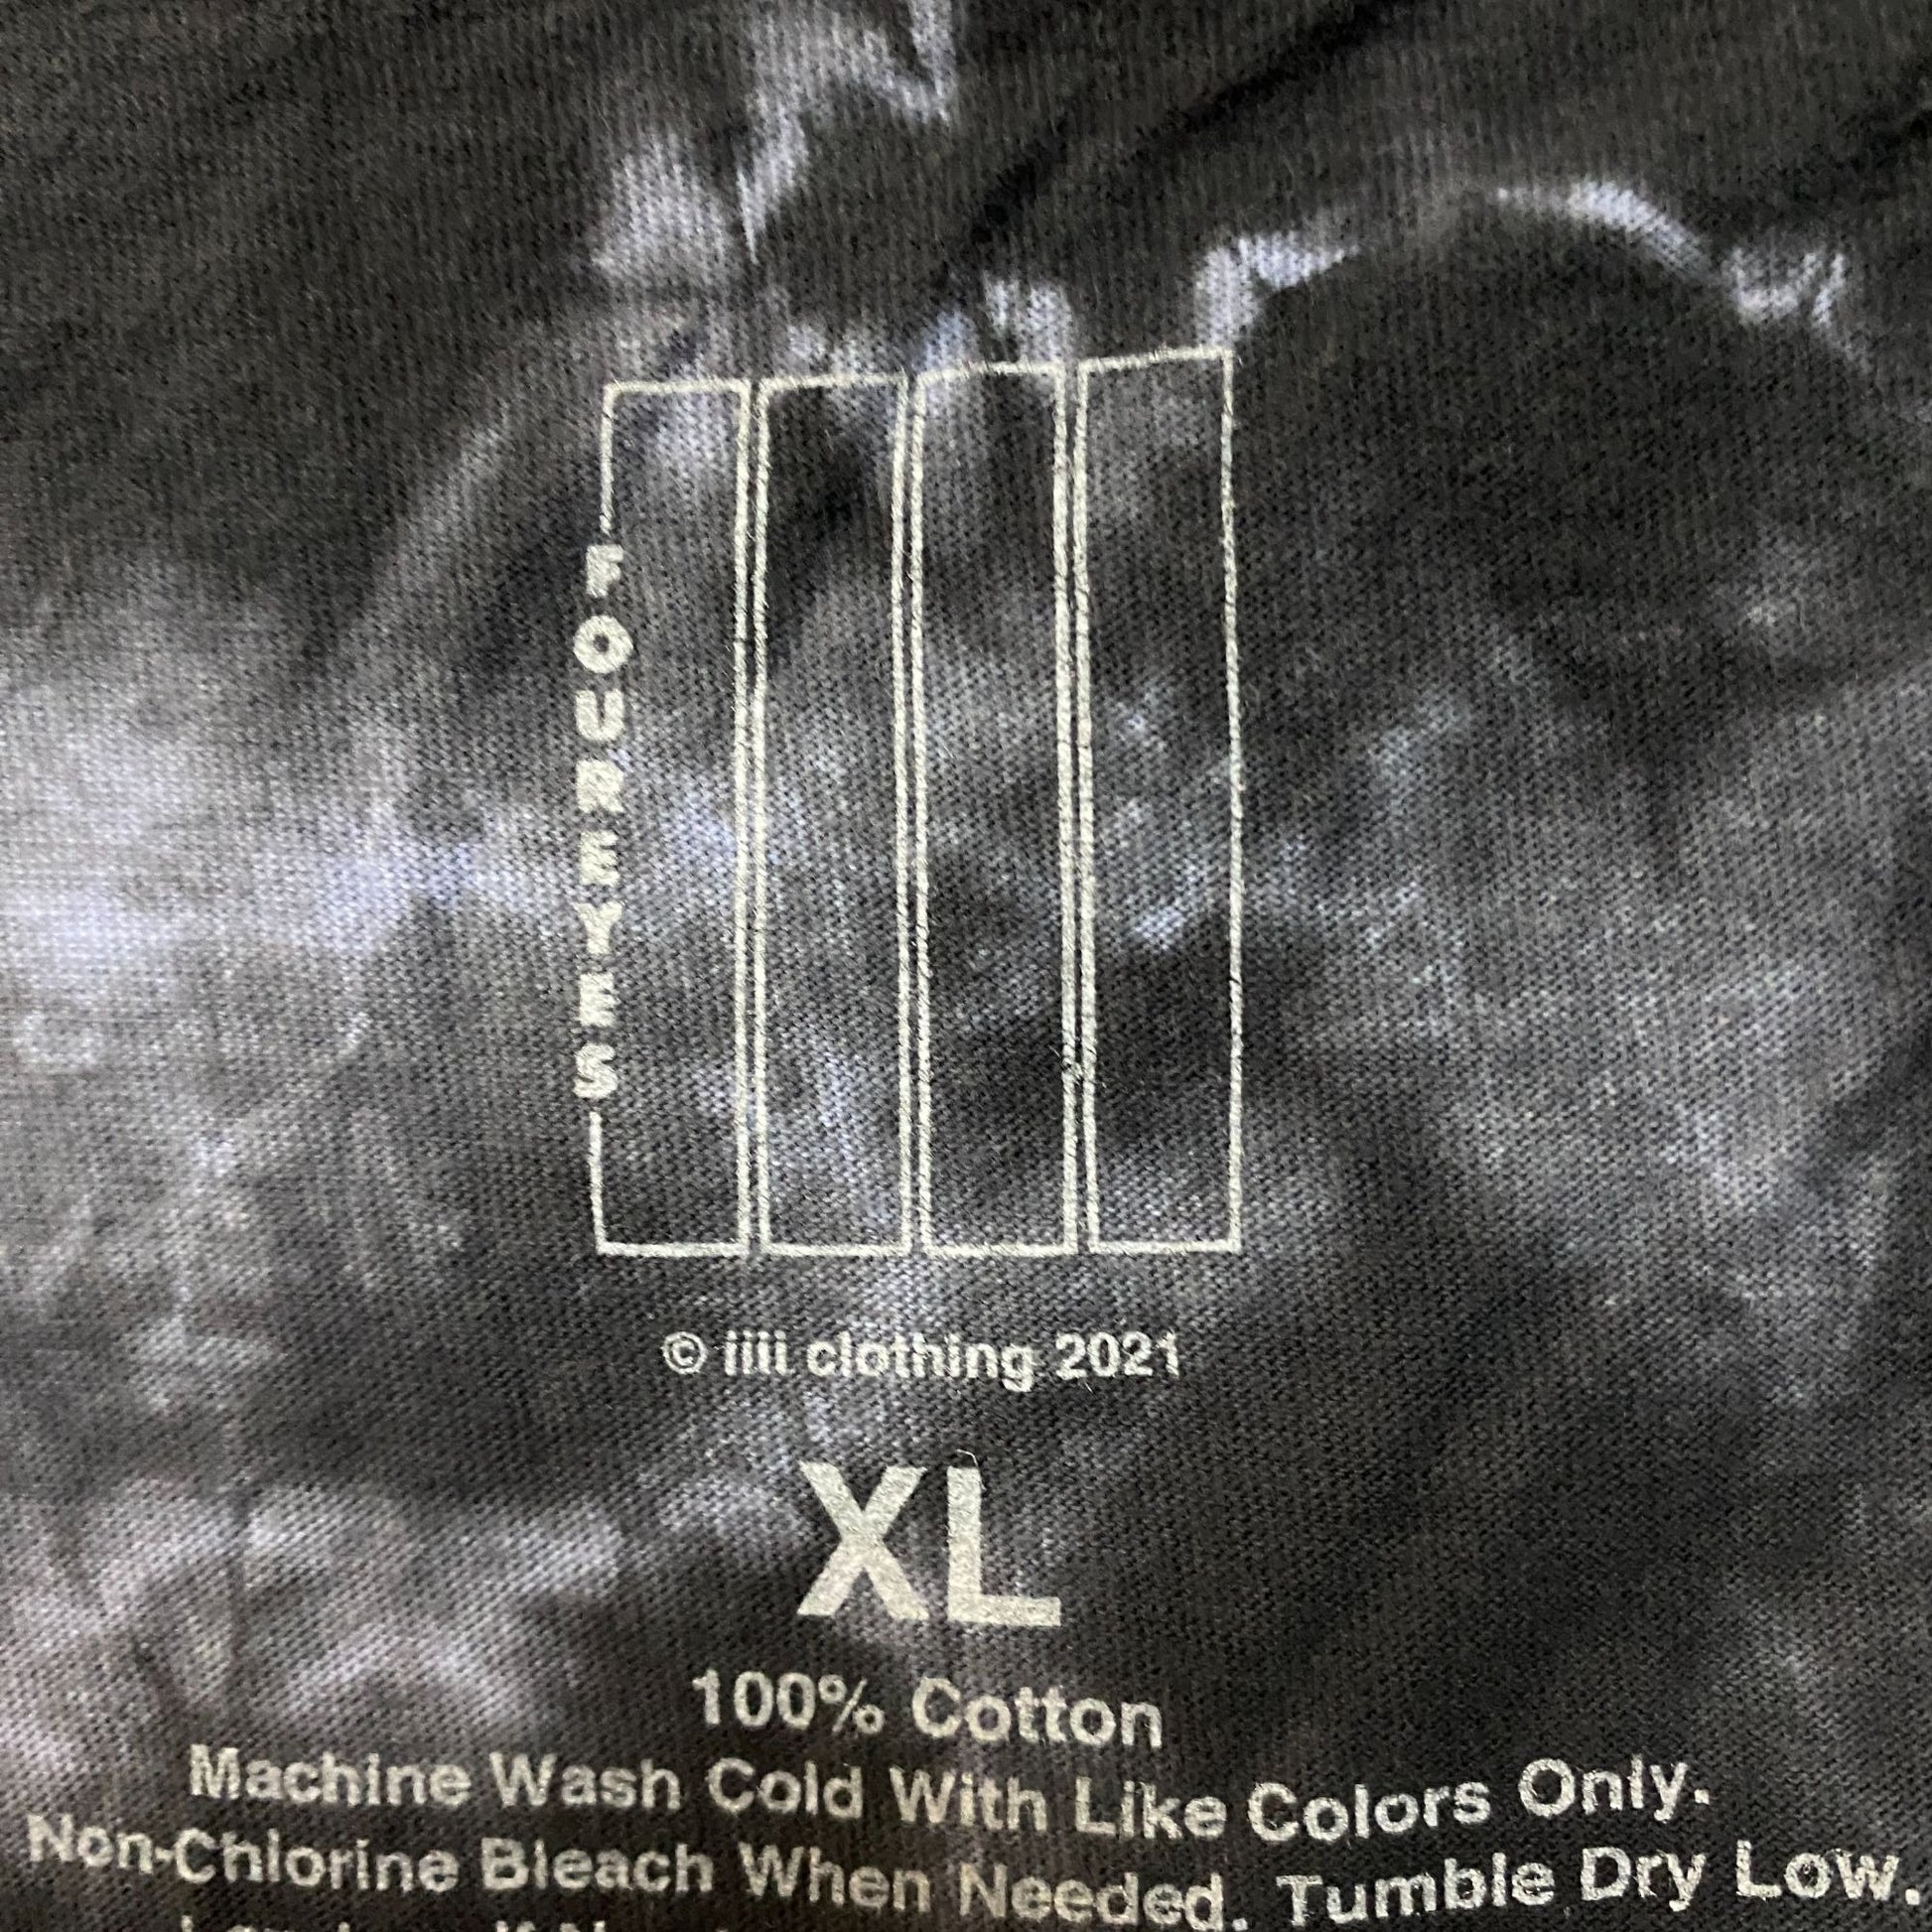 FOUREYES
© iiii clothing 2021
XL
100% Cotton
Machine Wash Cold With Like Colors Only.
Non-Chlorine Bleach When Needed. Tumble Dry Low.